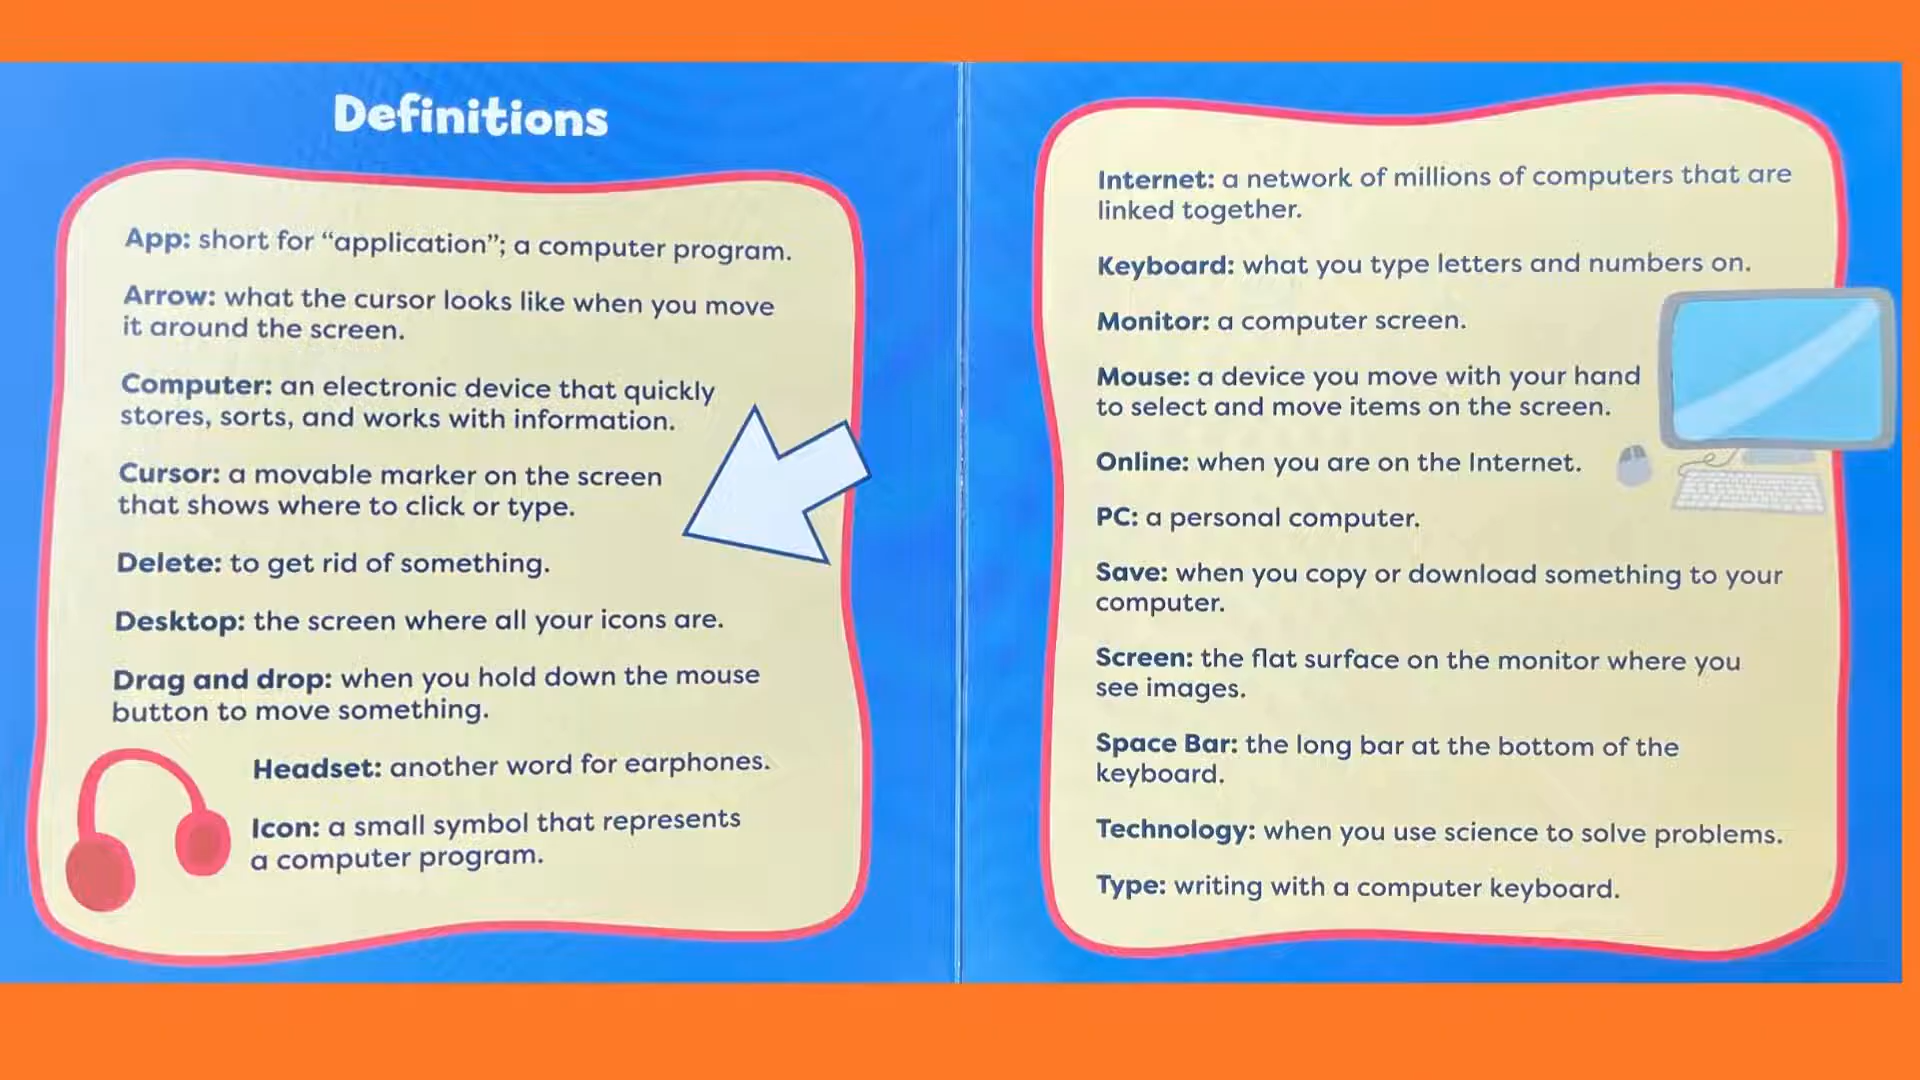 Definitions
App: short for “application”; a computer program.
Arrow: what the cursor looks like when you move
it around the screen.
Computer: an electronic device that quickly
stores, sorts, and works with information.
Cursor: a movable marker on the screen
that shows where to click or type.
Delete: to get rid of something.
Desktop: the screen where all your icons are.
Drag and drop: when you hold down the mouse
button to move something.
Headset: another word for earphones.
Icon: a small symbol that represents
a computer program.
Internet: a network of millions of computers that are
linked together.
Keyboard: what you type letters and numbers on.
Monitor: a computer screen.
Mouse: a device you move with your hand
to select and move items on the screen.
Online: when you are on the Internet.
PC: a personal computer.
Save: when you copy or download something to your
computer.
Screen: the flat surface on the monitor where you
see images.
Space Bar: the long bar at the bottom of the
keyboard.
Technology: when you use science to solve problems.
Type: writing with a computer keyboard.